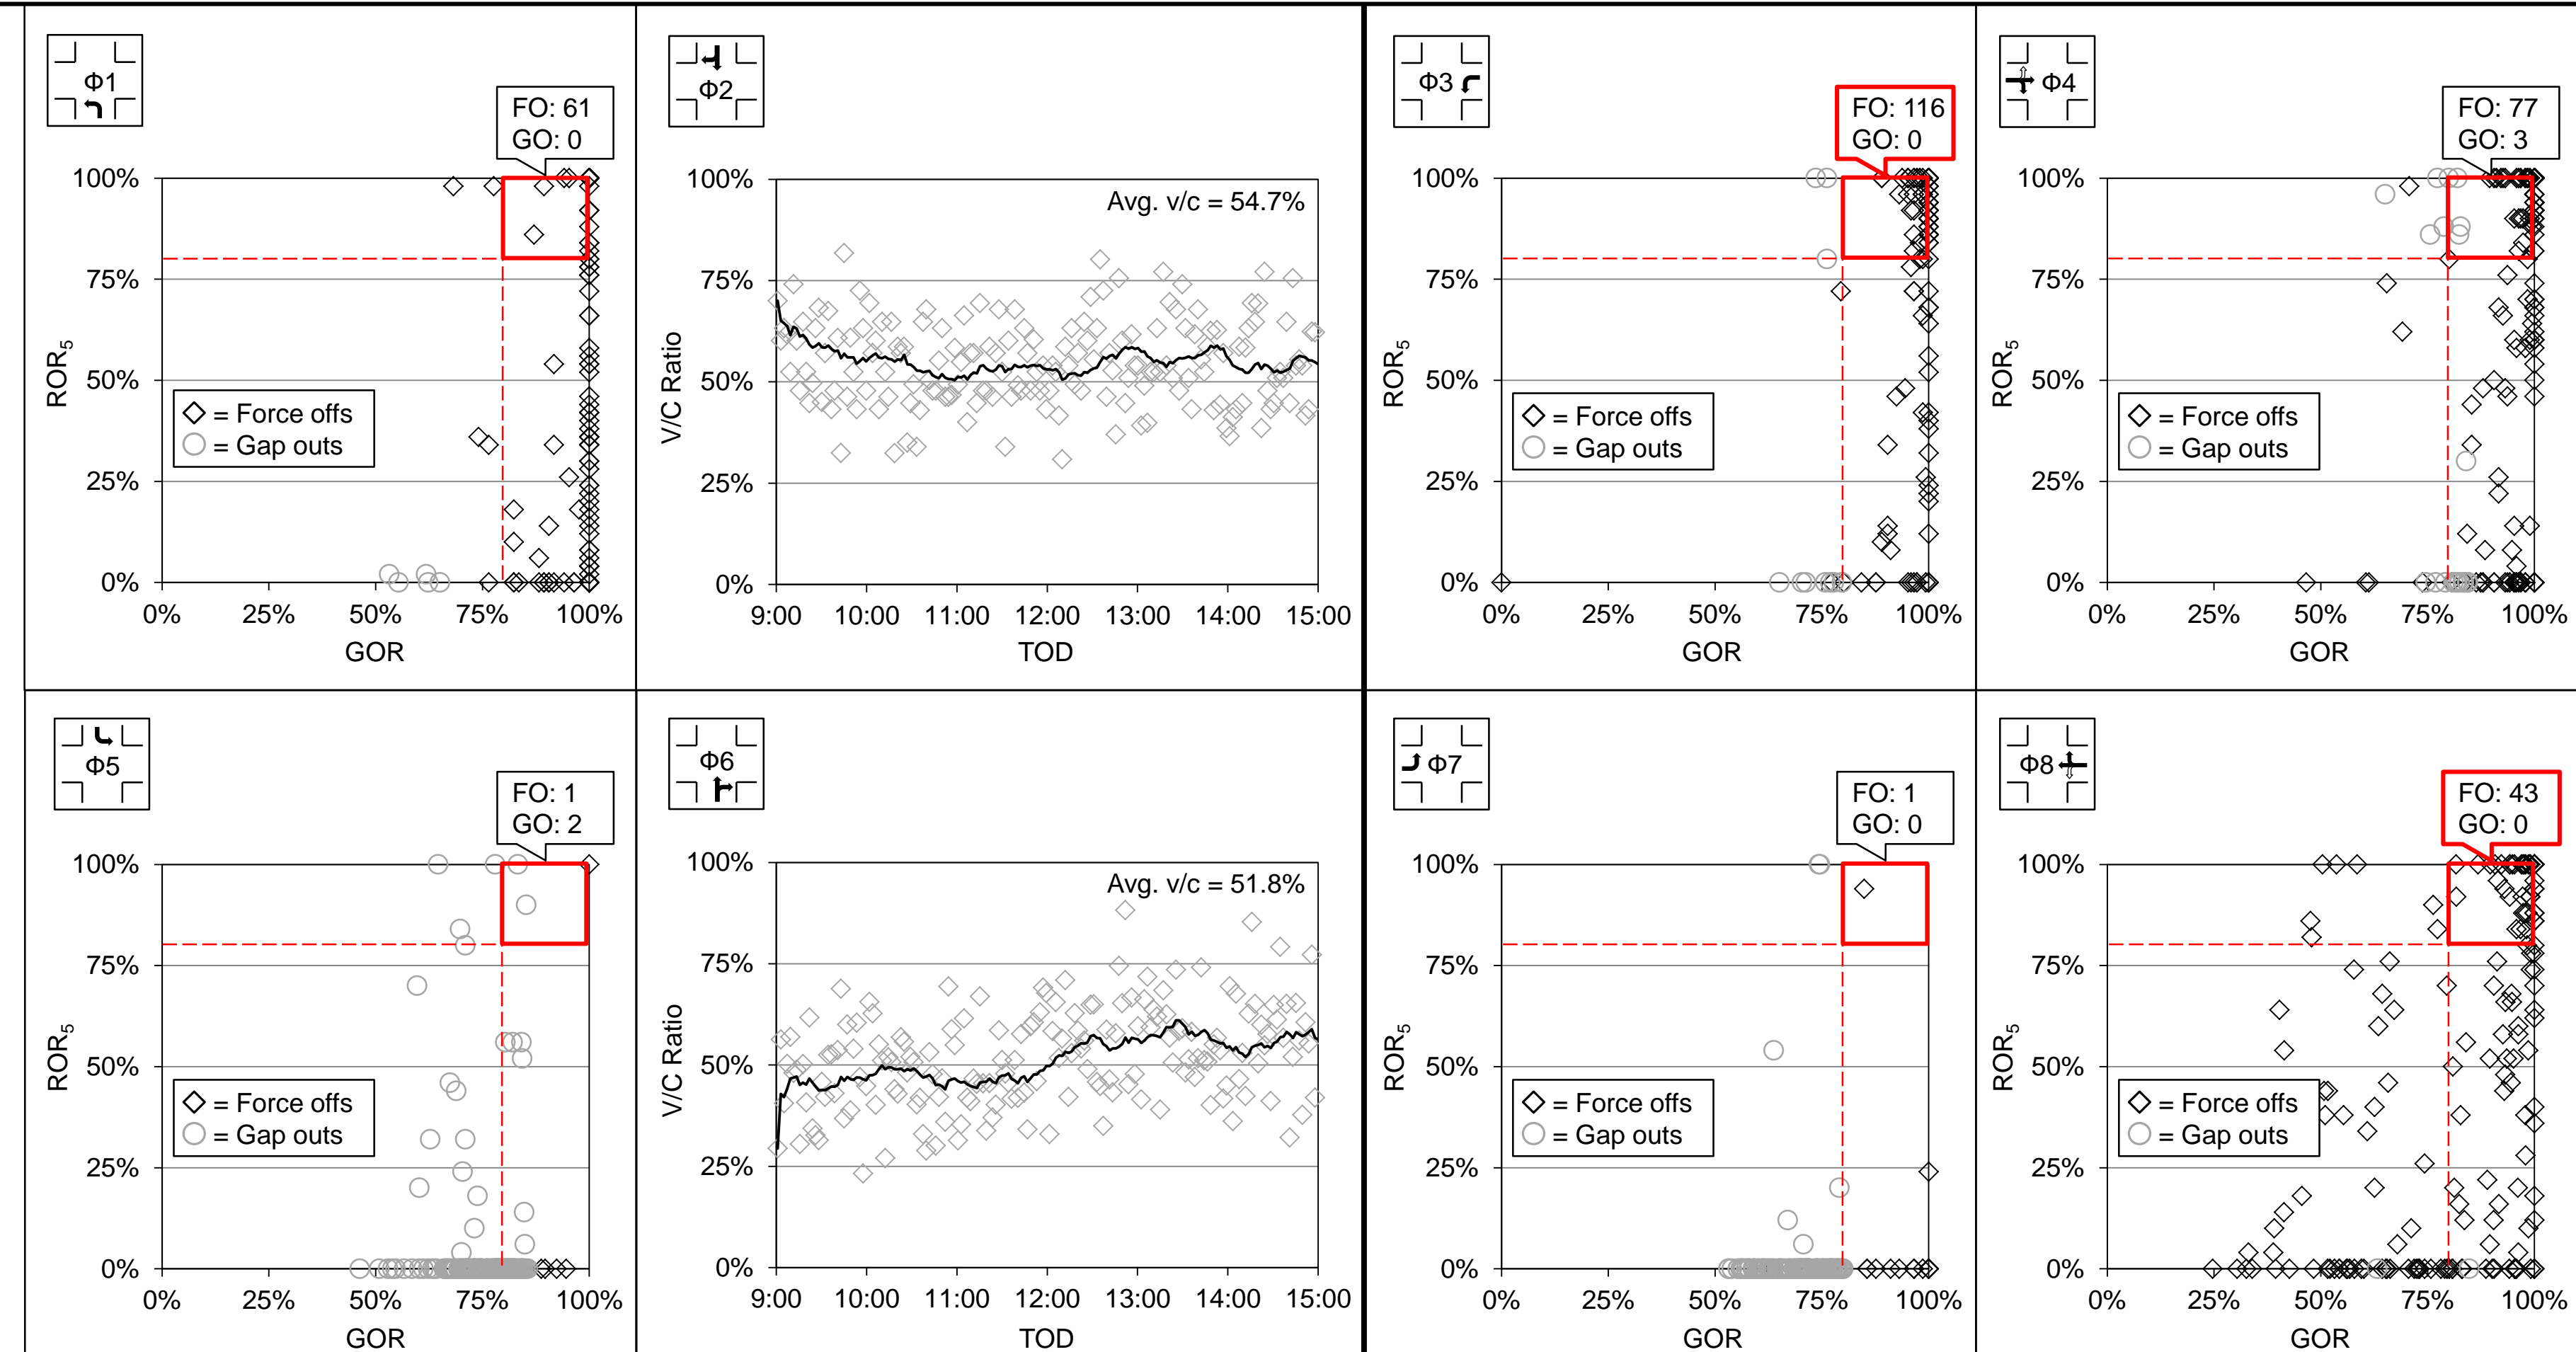 Φ1
FO: 61
GO: 0
100%
75%
50%
25%
0%
ROR5
= Force offs
= Gap outs
0% 25% 50% 75% 100%
GOR
Φ2
100%
75%
50%
25%
0%
V/C Ratio
Avg. v/c = 54.7%
9:00 10:00 11:00 12:00 13:00 14:00 15:00
TOD
Φ3
FO: 116
GO: 0
100%
75%
50%
25%
0%
ROR5
= Force offs
= Gap outs
0% 25% 50% 75% 100%
GOR
Φ4
FO: 77
GO: 3
100%
75%
50%
25%
0%
ROR5
= Force offs
= Gap outs
0% 25% 50% 75% 100%
GOR
Φ5
FO: 1
GO: 2
100%
75%
50%
25%
0%
ROR5
= Force offs
= Gap outs
0% 25% 50% 75% 100%
GOR
Φ6
100%
75%
50%
25%
0%
V/C Ratio
Avg. v/c = 51.8%
9:00 10:00 11:00 12:00 13:00 14:00 15:00
TOD
Φ7
FO: 1
GO: 0
100%
75%
50%
25%
0%
ROR5
= Force offs
= Gap outs
0% 25% 50% 75% 100%
GOR
Φ8
FO: 43
GO: 0
100%
75%
50%
25%
0%
ROR5
= Force offs
= Gap outs
0% 25% 50% 75% 100%
GOR